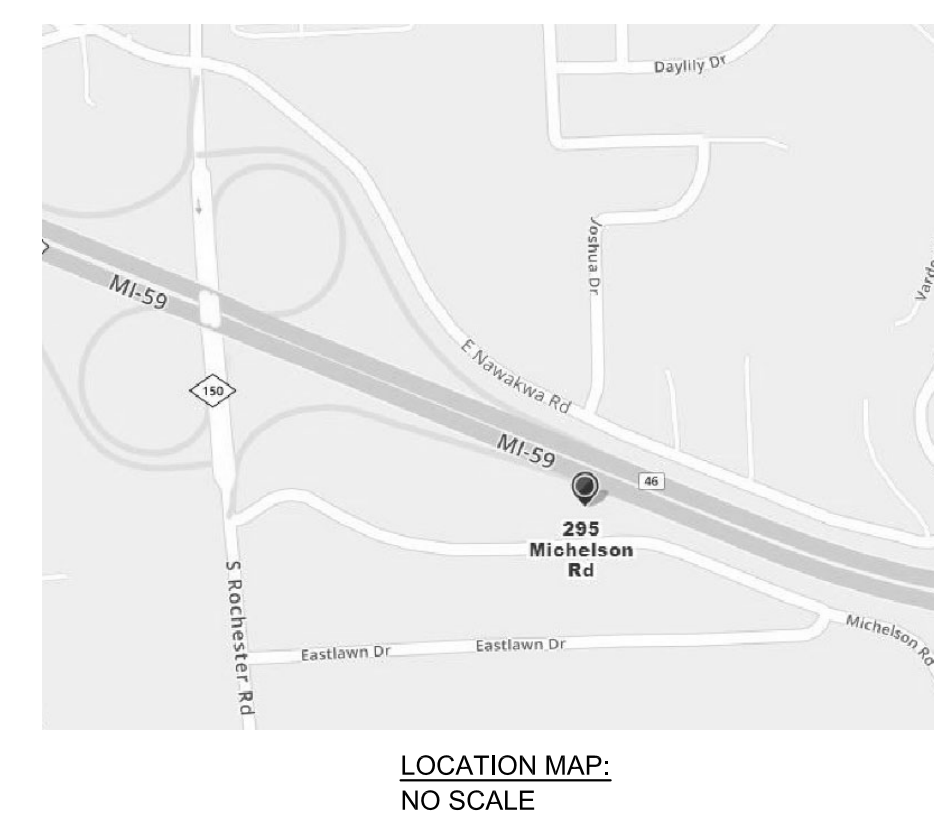 Daylily Dr
Joshua Dr
MI-59
E Nawakwa Rd
150
MI-59
46
295
Michelson
Rd
S Rochester Rd
Eastlawn Dr
Eastlawn Dr
Michelson Rd
LOCATION MAP:
NO SCALE